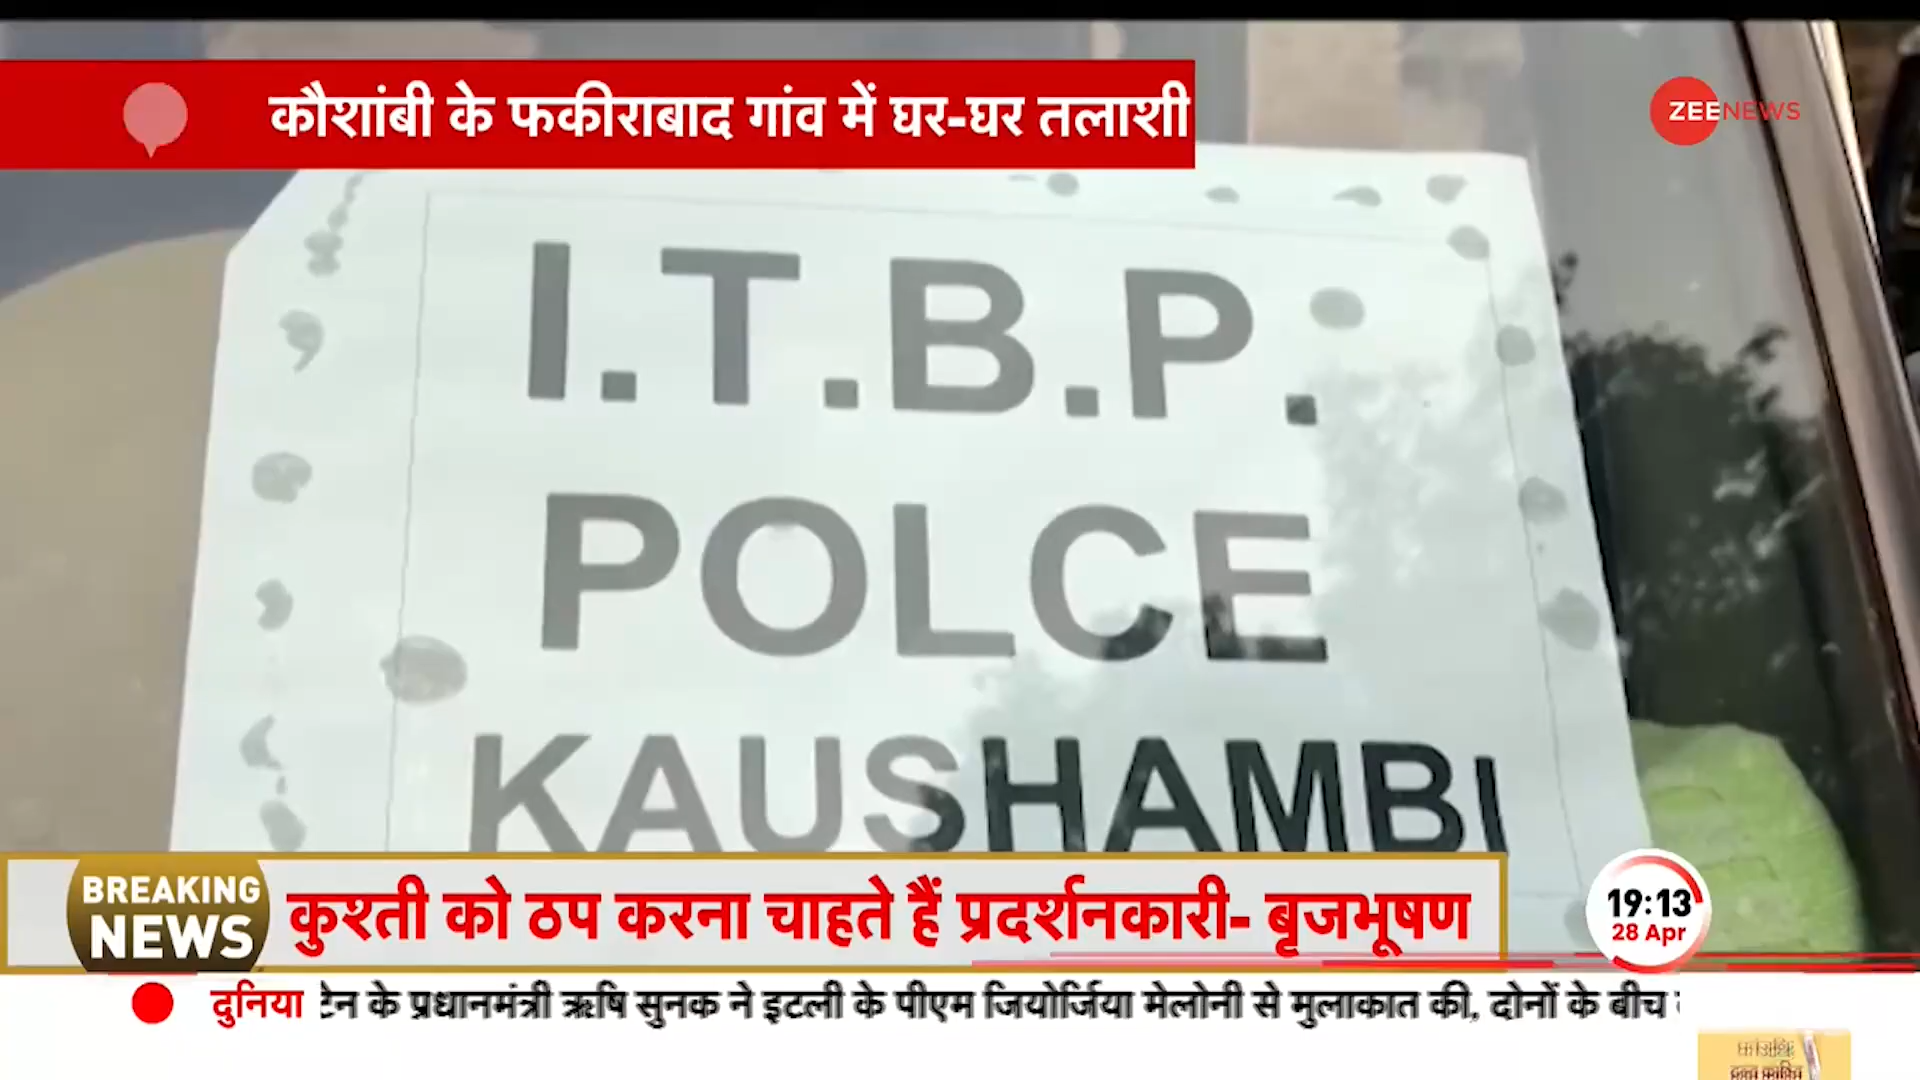 कौशांबी के फकीराबाद गांव में घर-घर तलाशी
ZEENEWS
I.T.B.P.
POLCE
KAUSHAMBI
BREAKING
NEWS
कुश्ती को ठप करना चाहते हैं प्रदर्शनकारी- बृजभूषण
19:13
28 Apr
दुनिया
के प्रधानमंत्री ऋषि सुनक ने इटली के पीएम जियोर्जिया मेलोनी से मुलाकात की, दोनों के बीच